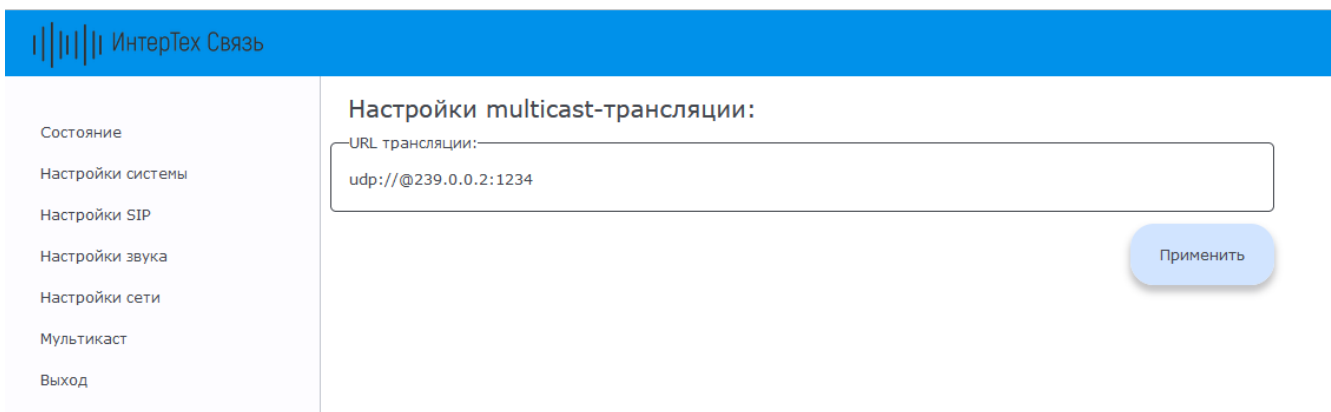 ИнтерТех Связь
Состояние
Настройки системы
Настройки SIP
Настройки звука
Настройки сети
Мультикаст
Выход
Настройки multicast-трансляции:
URL трансляции:
udp://@239.0.0.2:1234
Применить